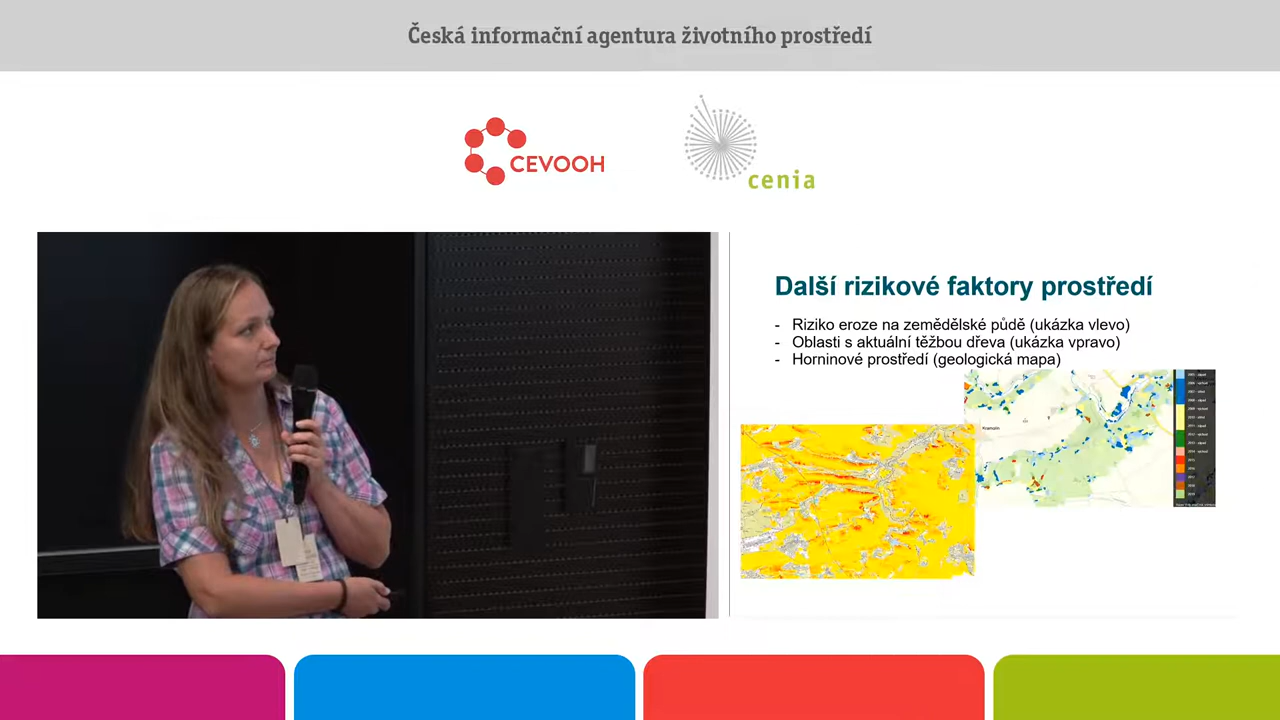 Česká informační agentura životního prostředí
CEVOOH
cenia
Další rizikové faktory prostředí
- Riziko eroze na zemědělské půdě (ukázka vlevo)
- Oblasti s aktuální těžbou dřeva (ukázka vpravo)
- Horninové prostředí (geologická mapa)